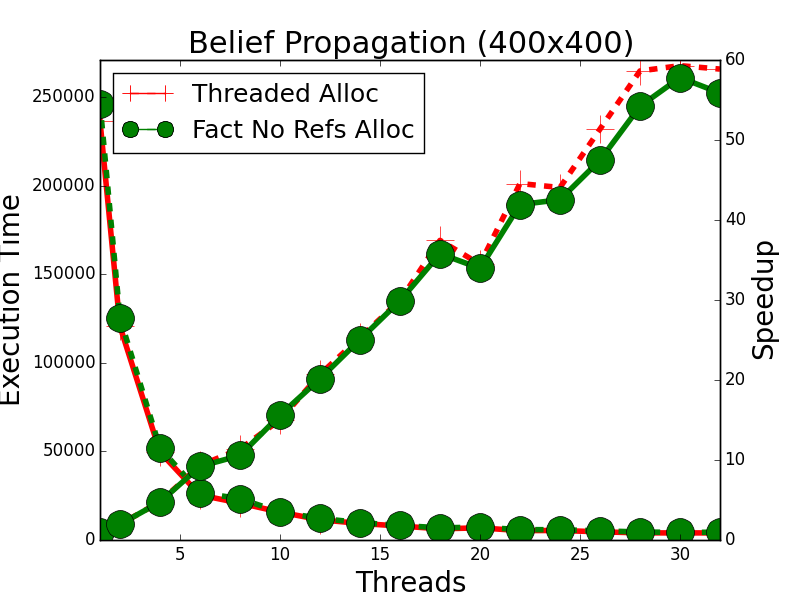 Belief Propagation (400x400)
Threaded Alloc
Fact No Refs Alloc
Execution Time
250000
200000
150000
100000
50000
0
60
50
40
30
20
10
0
Speedup
5 10 15 20 25 30
Threads